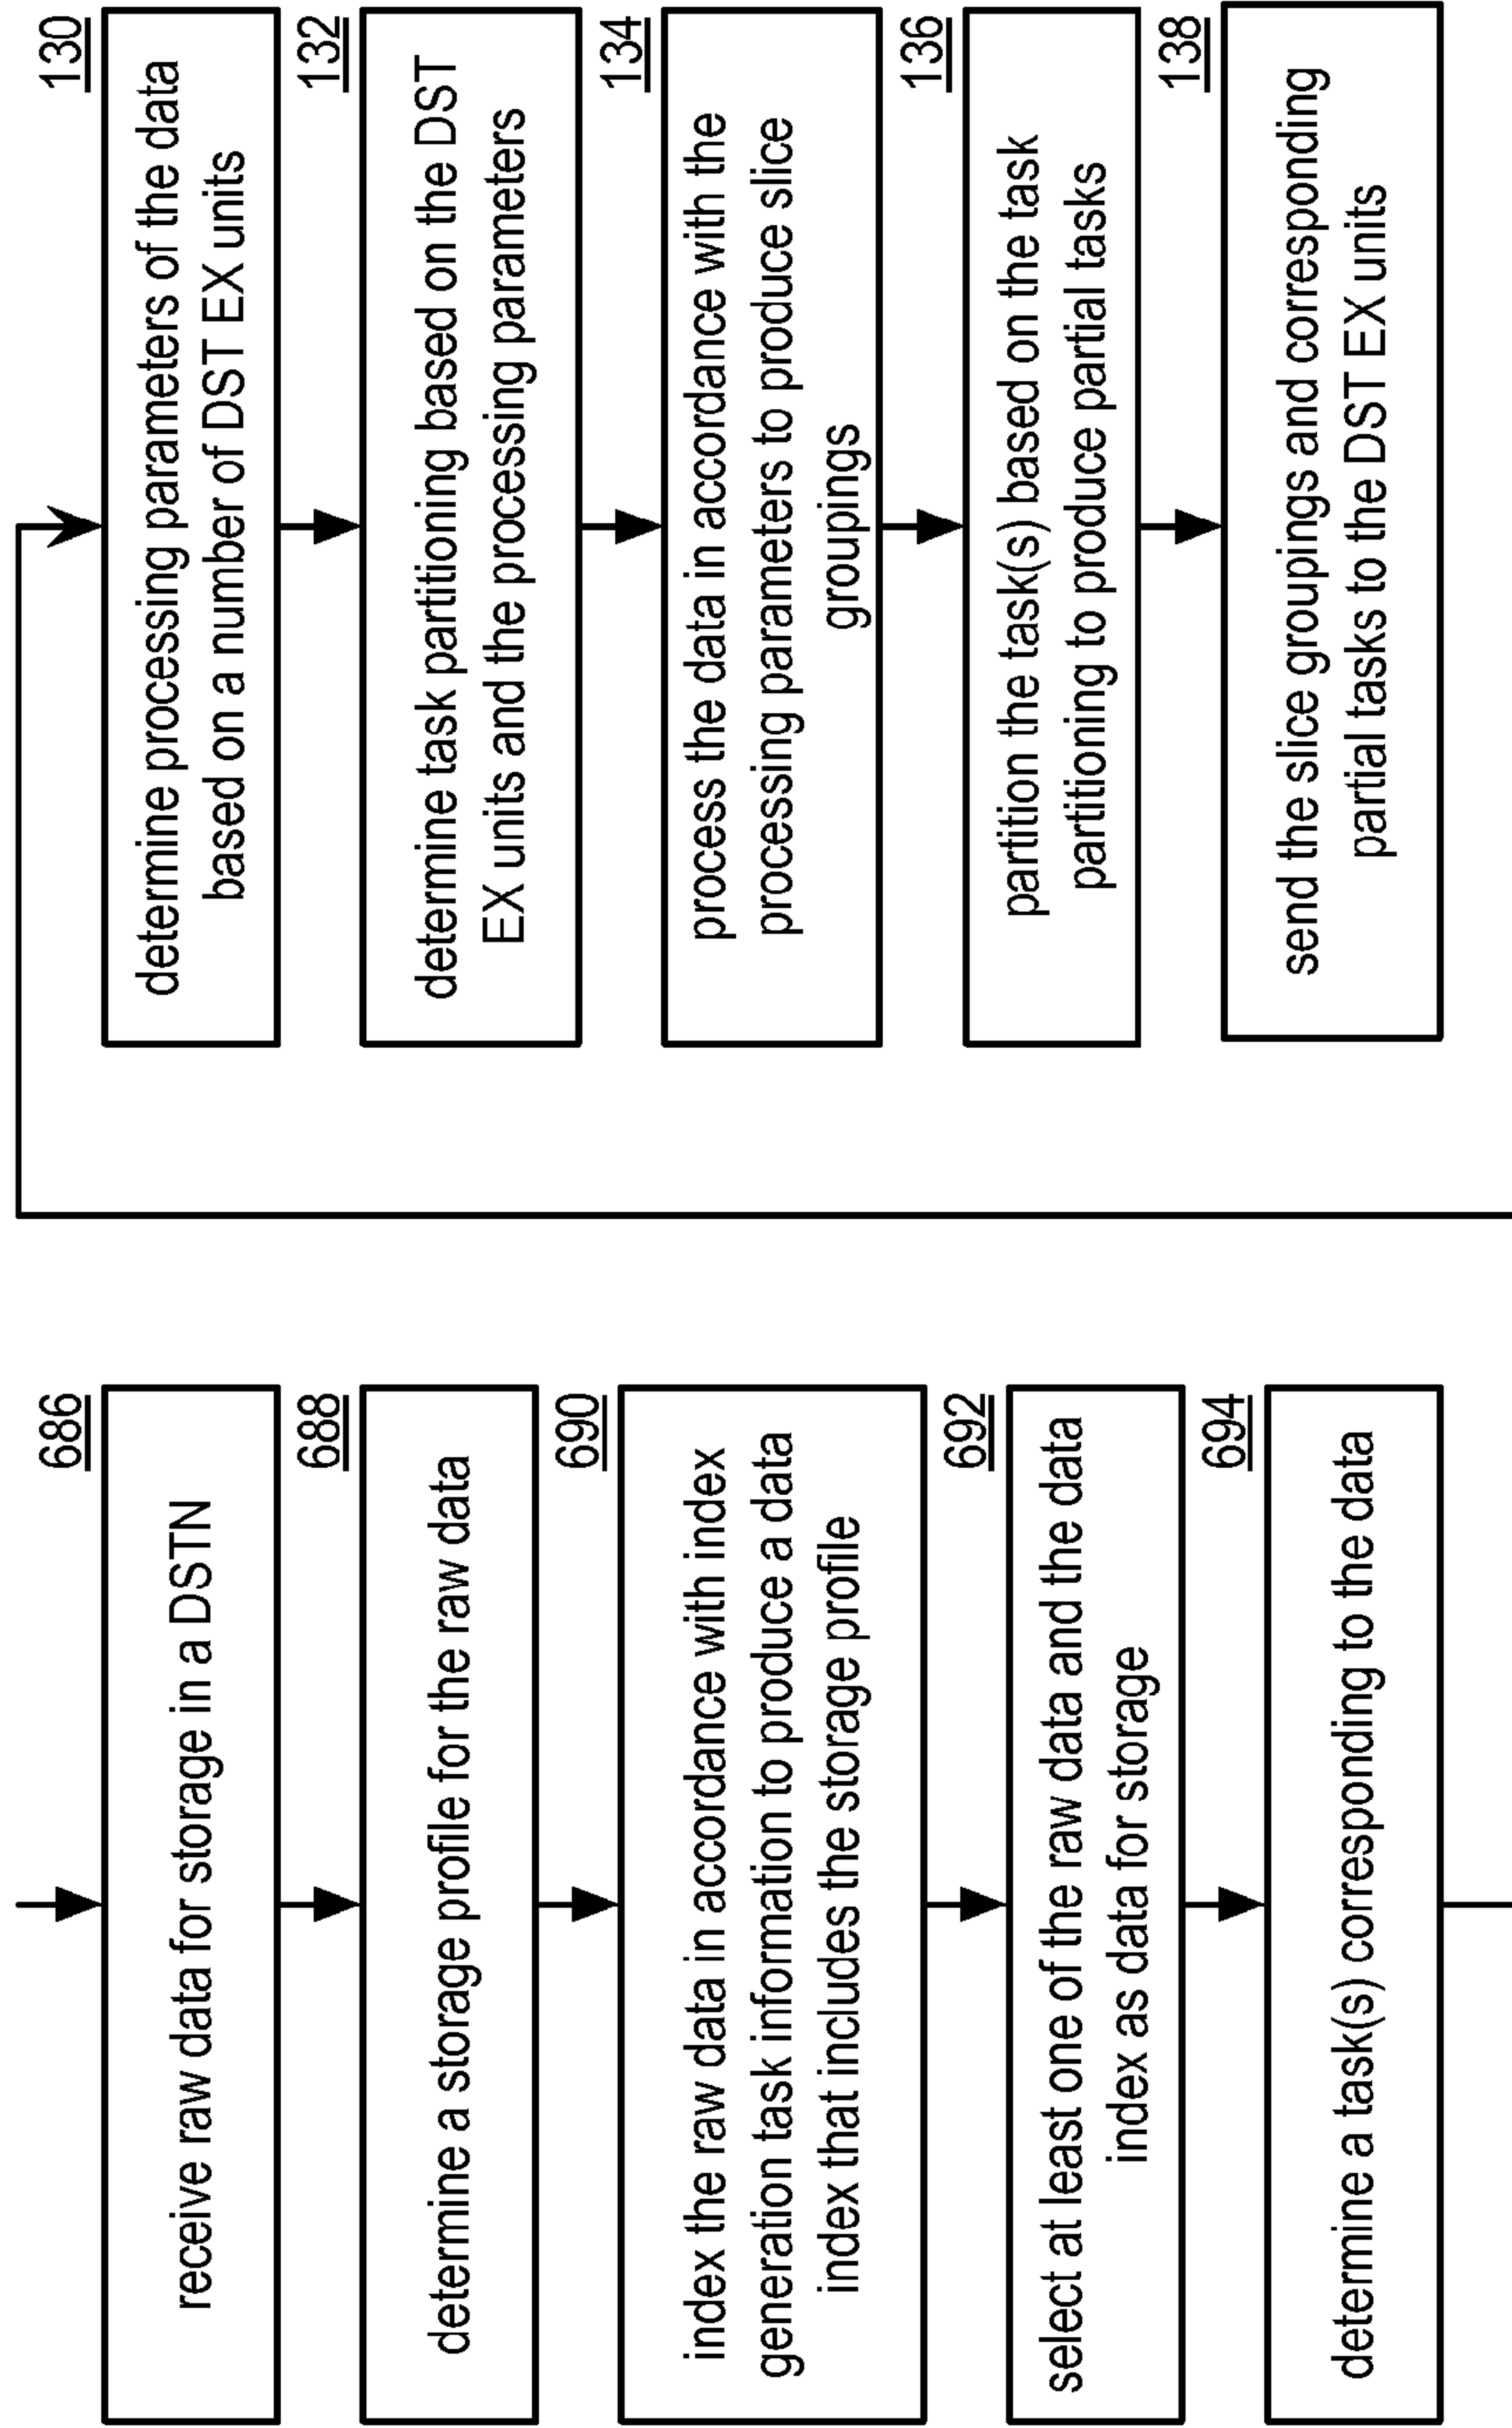 686
receive raw data for storage in a DSTN
688
determine a storage profile for the raw data
690
index the raw data in accordance with index
generation task information to produce a data
index that includes the storage profile
692
select at least one of the raw data and the data
index as data for storage
694
determine a task(s) corresponding to the data
130
determine processing parameters of the data
based on a number of DST EX units
132
determine task partitioning based on the DST
EX units and the processing parameters
134
process the data in accordance with the
processing parameters to produce slice
groupings
136
partition the task(s) based on the task
partitioning to produce partial tasks
138
send the slice groupings and corresponding
partial tasks to the DST EX units